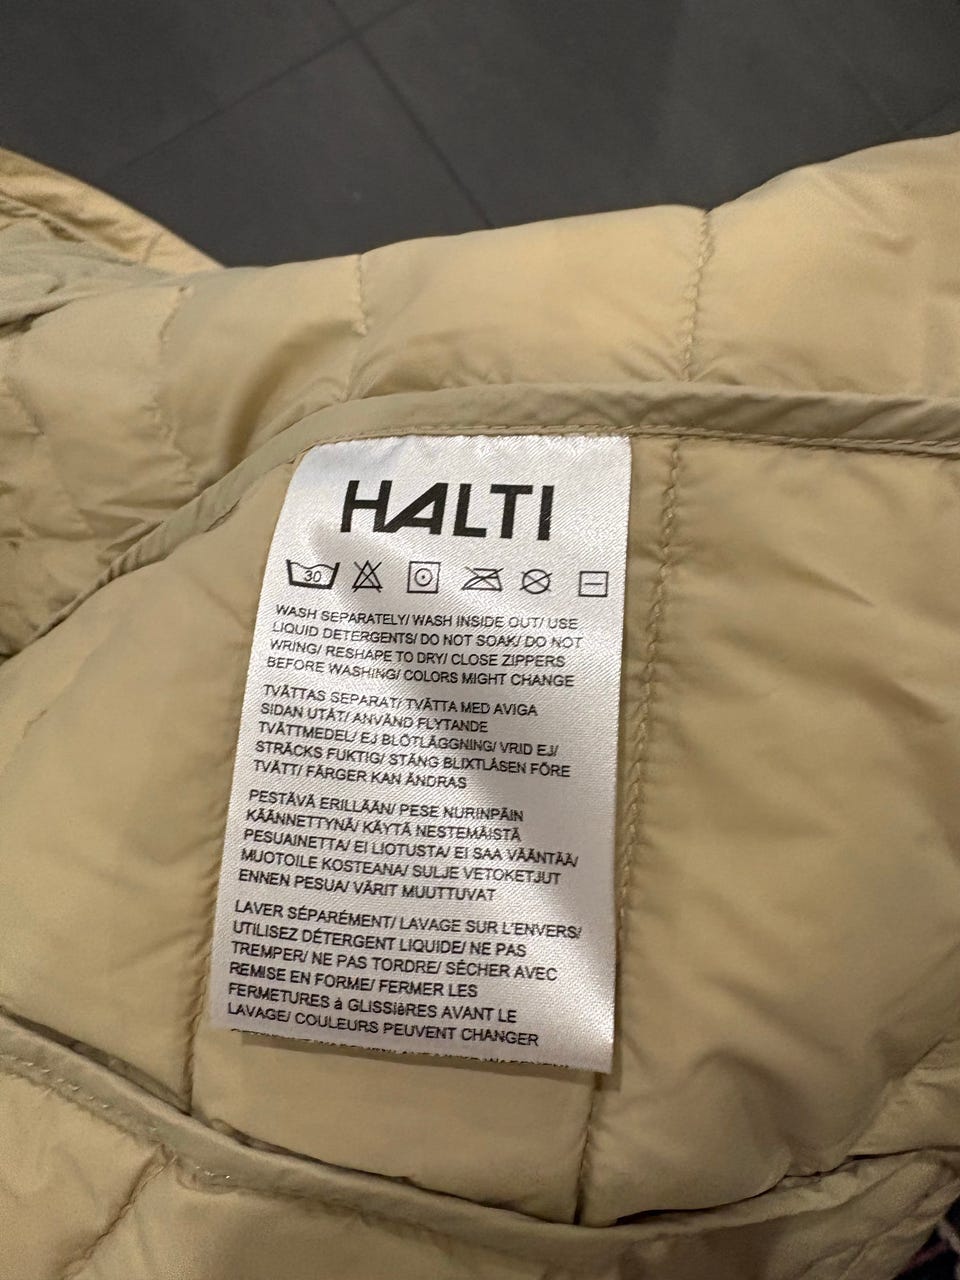 HALTI
30
WASH SEPARATELY/ WASH INSIDE OUT/ USE
LIQUID DETERGENTS/ DO NOT SOAK/ DO NOT
WRING/ RESHAPE TO DRY/ CLOSE ZIPPERS
BEFORE WASHING/ COLORS MIGHT CHANGE
TVÄTTAS SEPARAT/ TVÄTTA MED AVIGA
SIDAN UTÅT/ ANVÄND FLYTANDE
TVÄTTMEDEL/ EJ BLÖTLÄGGNING/ VRID EJ/
STRÄCKS FUKTIG/ STÄNG BLIXTLÅSEN FÖRE
TVÄTT/ FÄRGER KAN ÄNDRAS
PESTÄVÄ ERILLÄÄN/ PESE NURINPÄIN
KÄÄNNETTYNÄ/ KÄYTÄ NESTEMÄISTÄ
PESUAINETTA/ EI LIOTUSTA/ EI SAA VÄÄNTÄÄ/
MUOTOILE KOSTEANA/ SULJE VETOKETJUT
ENNEN PESUA/ VÄRIT MUUTTUVAT
LAVER SÉPARÉMENT/ LAVAGE SUR L'ENVERS/
UTILISEZ DÉTERGENT LIQUIDE/ NE PAS
TREMPER/ NE PAS TORDRE/ SÉCHER AVEC
REMISE EN FORME/ FERMER LES
FERMETURES à GLISSIèRES AVANT LE
LAVAGE/ COULEURS PEUVENT CHANGER